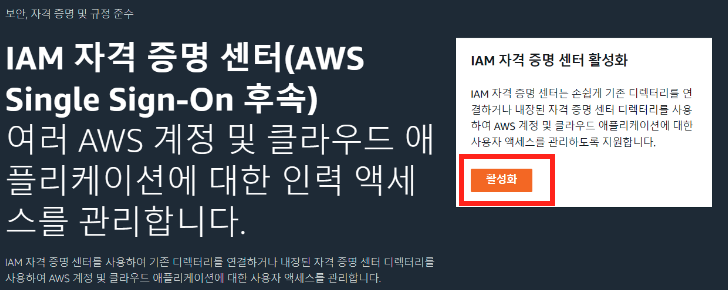 보안, 자격 증명 및 규정 준수
IAM 자격 증명 센터(AWS
Single Sign-On 후속)
여러 AWS 계정 및 클라우드 애
플리케이션에 대한 인력 액세
스를 관리합니다.
IAM 자격 증명 센터를 사용하여 기존 디렉터리를 연결하거나 내장된 자격 증명 센터 디렉터리를
사용하여 AWS 계정 및 클라우드 애플리케이션에 대한 사용자 액세스를 관리합니다.
IAM 자격 증명 센터 활성화
IAM 자격 증명 센터는 손쉽게 기존 디렉터리를 연
결하거나 내장된 자격 증명 센터 디렉터리를 사용
하여 AWS 계정 및 클라우드 애플리케이션에 대한
사용자 액세스를 관리하도록 지원합니다.
활성화